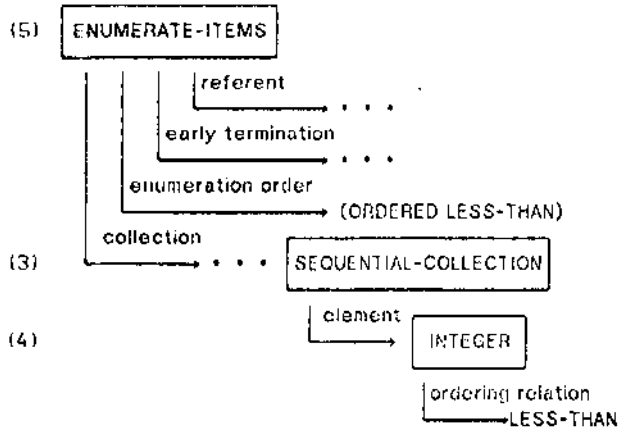 (5) ENUMERATE-ITEMS
referent
• • •
early termination
• • •
enumeration order
(ORDERED LESS-THAN)
collection
(3) • • • SEQUENTIAL-COLLECTION
element
(4) INTEGER
ordering relation
LESS-THAN